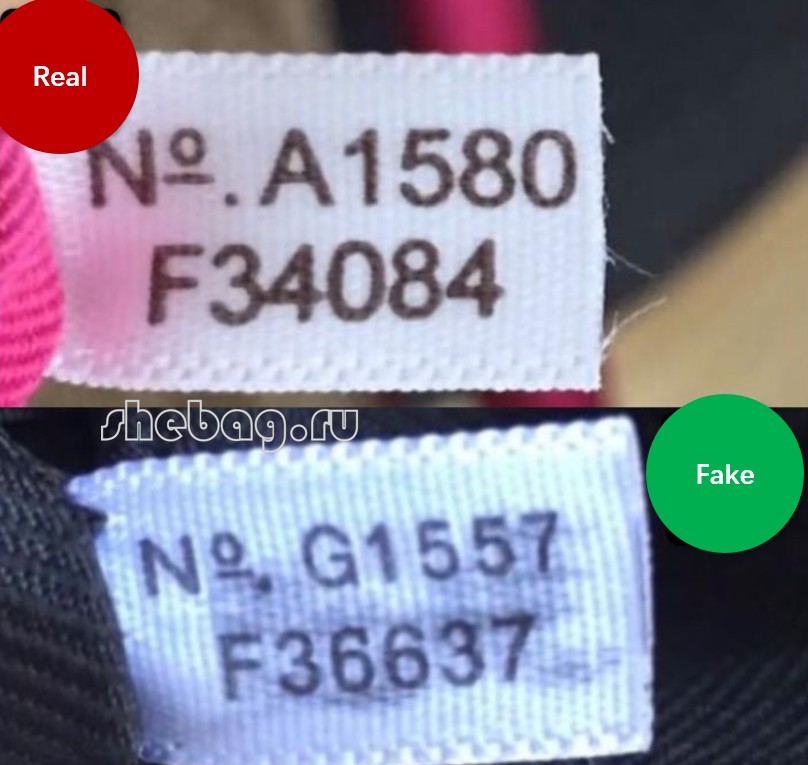 Real
Nº. A1580
F34084
shebag.ru
Fake
Nº. G1557
F36637